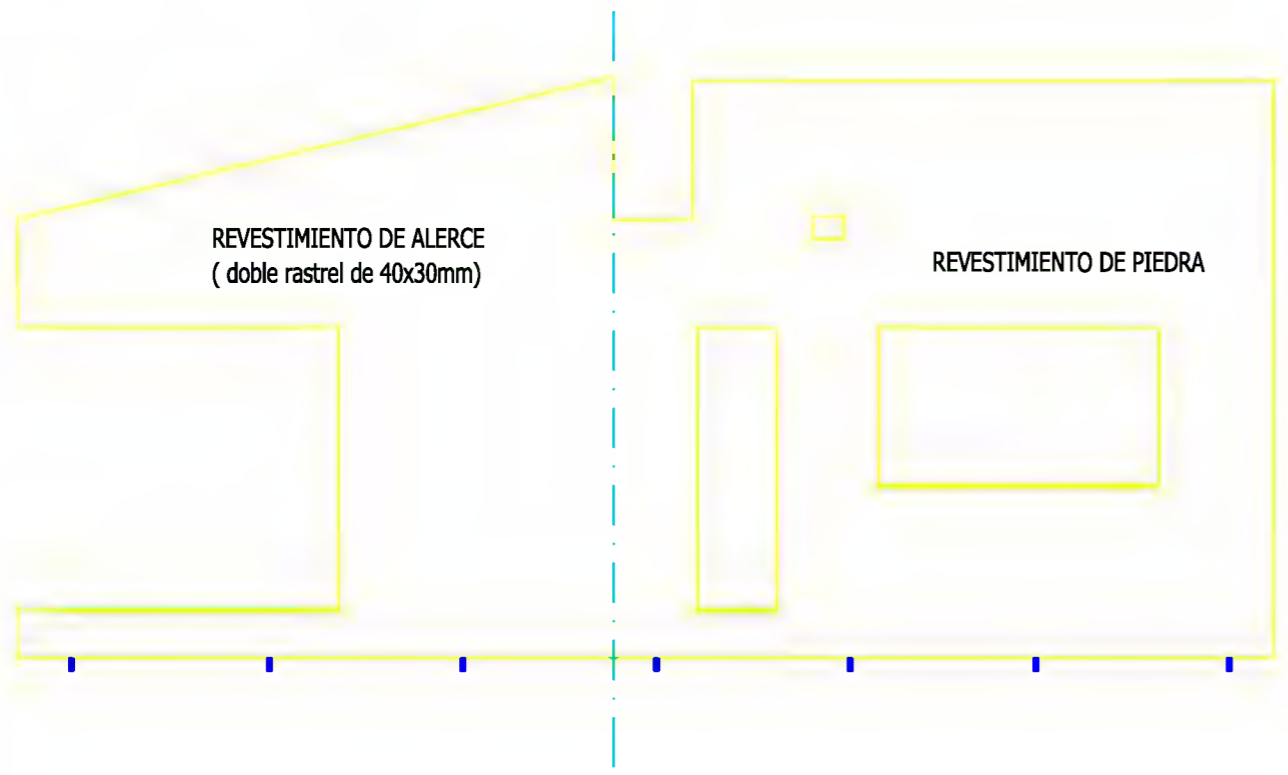 REVESTIMIENTO DE ALERCE
( doble rastrel de 40x30mm)
REVESTIMIENTO DE PIEDRA